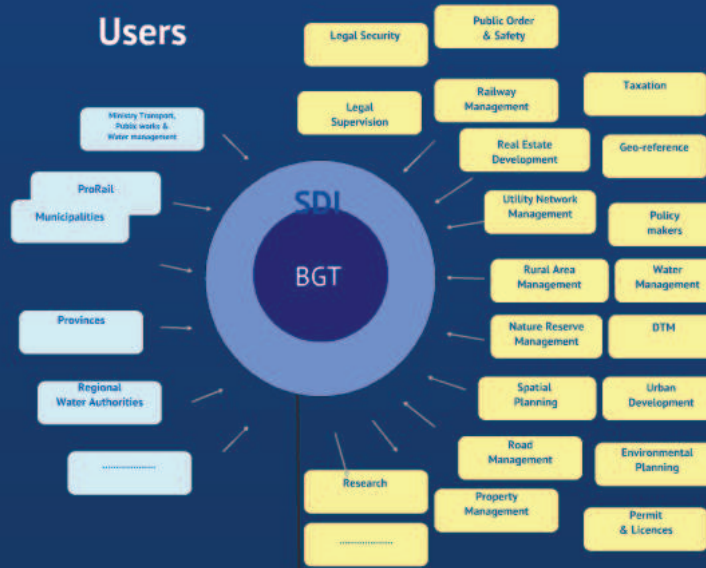 Users
Legal Security
Public Order
& Safety
Ministry Transport,
Public works &
Water management
Legal
Supervision
Railway
Management
Taxation
Real Estate
Development
Geo-reference
ProRail
Municipalities
SDI
BGT
Utility Network
Management
Policy
makers
Rural Area
Management
Water
Management
Provinces
Nature Reserve
Management
DTM
Regional
Water Authorities
Spatial
Planning
Urban
Development
Road
Management
Environmental
Planning
..................
Research
Property
Management
Permit
& Licences
..................